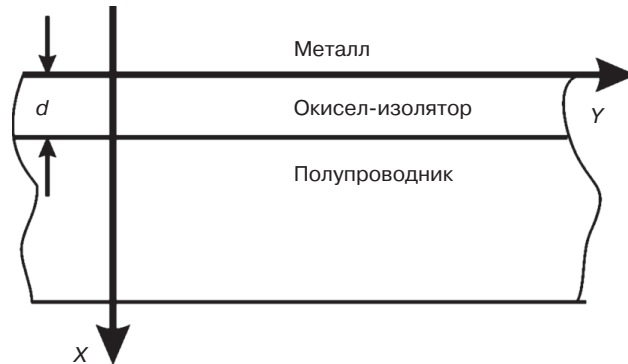 Металл
d
Окисел-изолятор
Y
Полупроводник
X